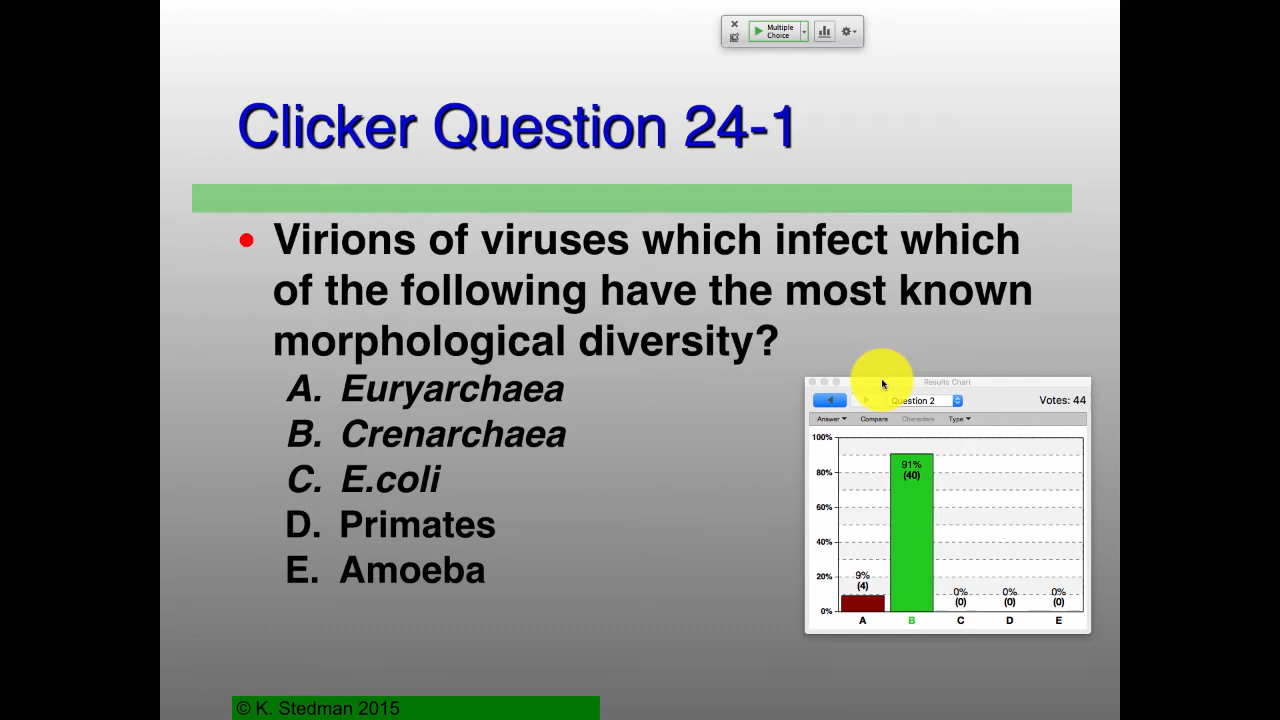 Multiple
Choice
Clicker Question 24-1
• Virions of viruses which infect which
of the following have the most known
morphological diversity?
A. Euryarchaea
B. Crenarchaea
C. E.coli
D. Primates
E. Amoeba
Results Chart
Question 2
Votes: 44
Answer Compare Characters Type
100%
80%
60%
40%
20%
0%
9%
(4)
91%
(40)
0%
(0)
0%
(0)
0%
(0)
A B C D E
© K. Stedman 2015